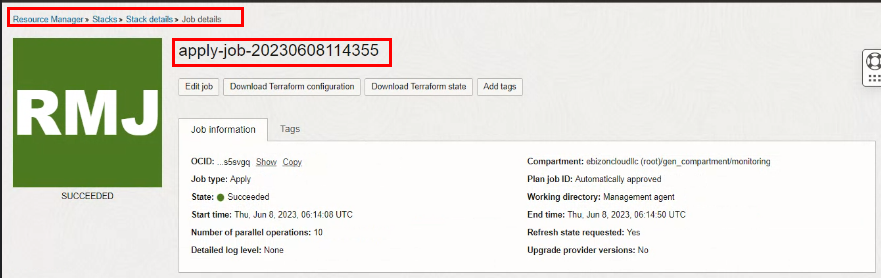 Resource Manager » Stacks » Stack details » Job details
apply-job-20230608114355
Edit job Download Terraform configuration Download Terraform state Add tags
RMJ
SUCCEEDED
Job information Tags
OCID: ...s5svgq Show Copy
Compartment: ebizoncloudllc (root)/gen_compartment/monitoring
Job type: Apply
Plan job ID: Automatically approved
State: Succeeded
Working directory: Management agent
Start time: Thu, Jun 8, 2023, 06:14:08 UTC
End time: Thu, Jun 8, 2023, 06:14:50 UTC
Number of parallel operations: 10
Refresh state requested: Yes
Detailed log level: None
Upgrade provider versions: No